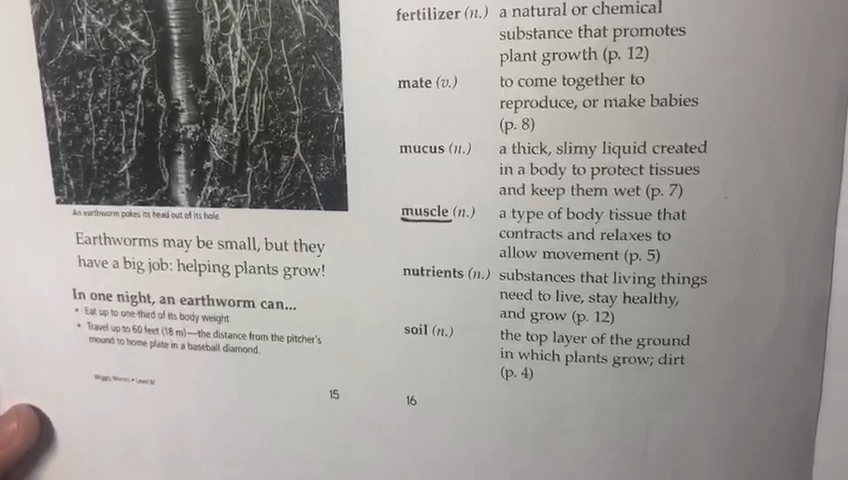 An earthworm pokes its head out of its hole.
Earthworms may be small, but they
have a big job: helping plants grow!
In one night, an earthworm can...
• Eat up to one-third of its body weight
• Travel up to 60 feet (18 m)—the distance from the pitcher's
mound to home plate in a baseball diamond.
Wiggly Worms • Level M
15
fertilizer (n.) a natural or chemical
substance that promotes
plant growth (p. 12)
mate (v.) to come together to
reproduce, or make babies
(p. 8)
mucus (n.) a thick, slimy liquid created
in a body to protect tissues
and keep them wet (p. 7)
muscle (n.) a type of body tissue that
contracts and relaxes to
allow movement (p. 5)
nutrients (n.) substances that living things
need to live, stay healthy,
and grow (p. 12)
soil (n.) the top layer of the ground
in which plants grow; dirt
(p. 4)
16